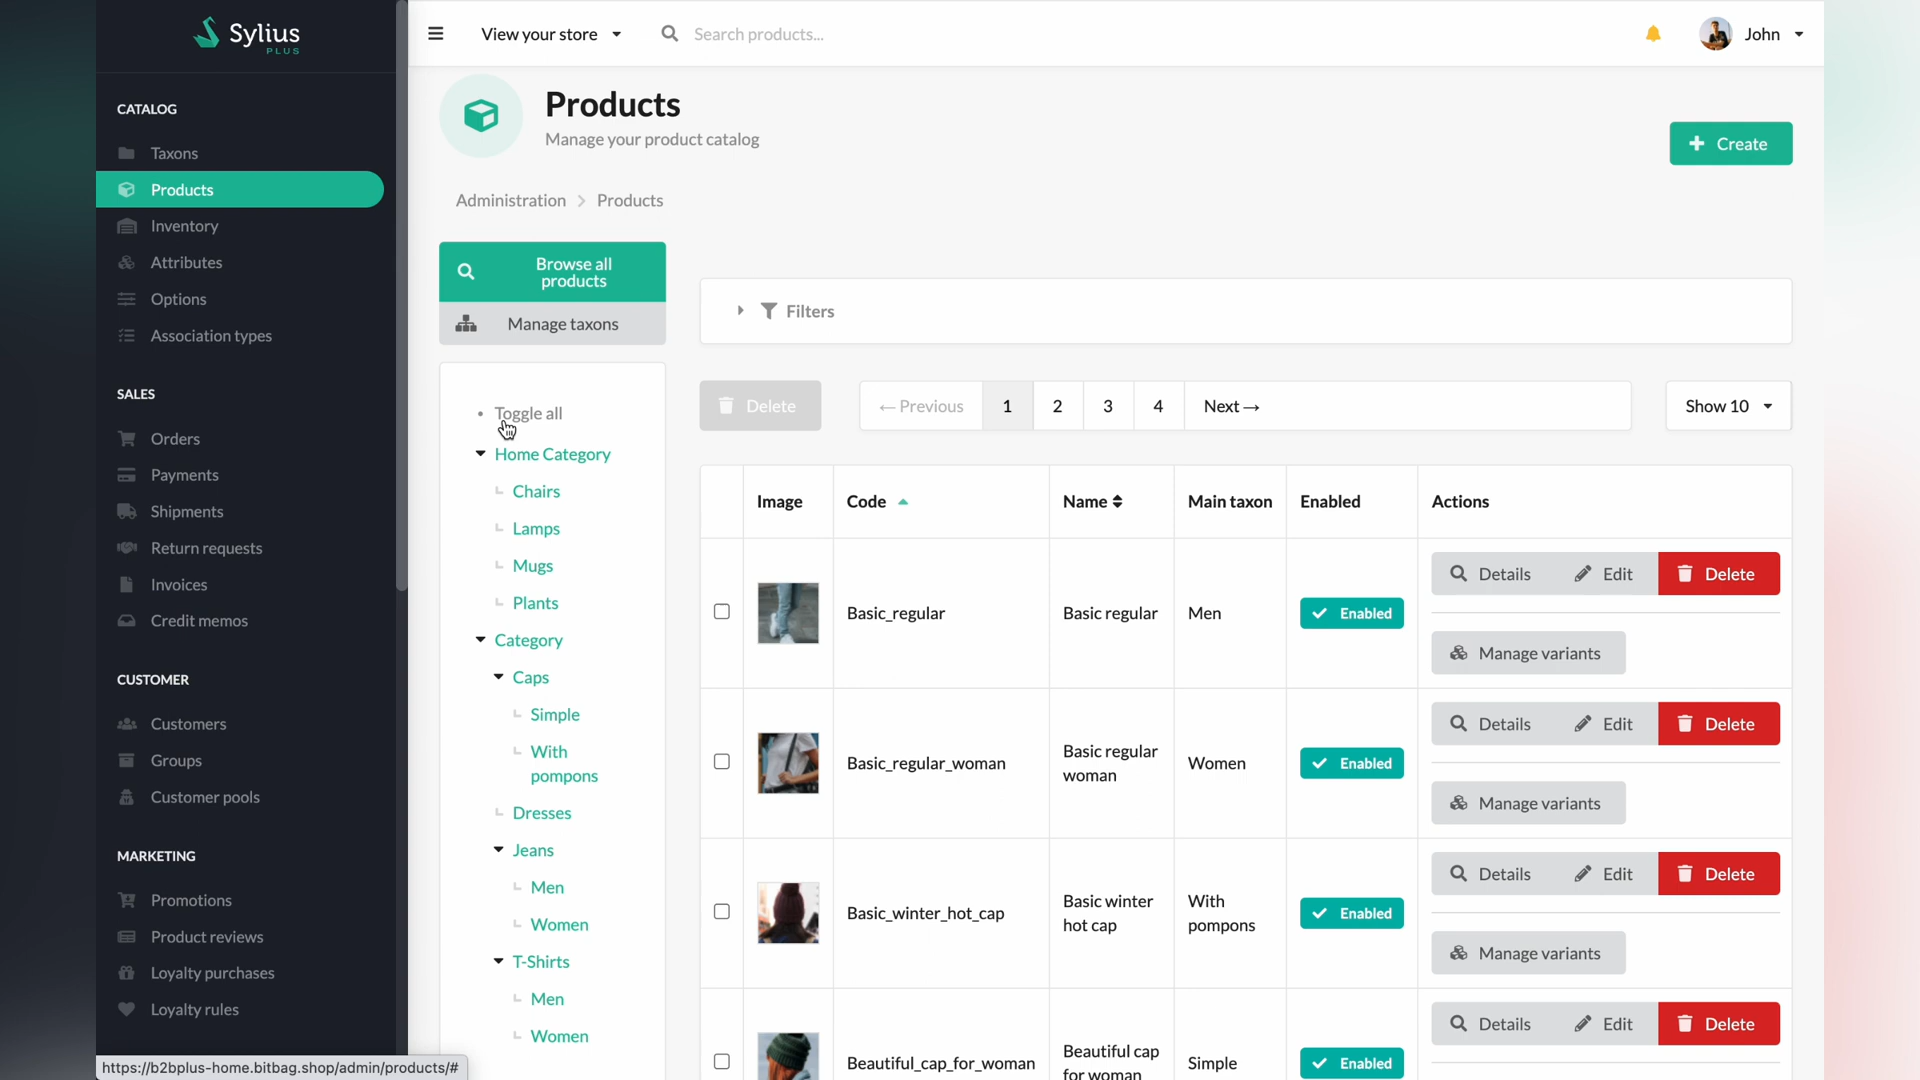 Sylius
PLUS
View your store
Search products...
John
CATALOG
Taxons
Products
Inventory
Attributes
Options
Association types
SALES
Orders
Payments
Shipments
Return requests
Invoices
Credit memos
CUSTOMER
Customers
Groups
Customer pools
MARKETING
Promotions
Product reviews
Loyalty purchases
Loyalty rules
https://b2bplus-home.bitbag.shop/admin/products/#
Products
Manage your product catalog
Create
Administration > Products
Browse all
products
Manage taxons
Toggle all
Home Category
Chairs
Lamps
Mugs
Plants
Category
Caps
Simple
With
pompons
Dresses
Jeans
Men
Women
T-Shirts
Men
Women
Filters
Delete
← Previous 1 2 3 4 Next →
Show 10
Image Code Name Main taxon Enabled Actions
Basic_regular Basic regular Men Enabled
Details Edit Delete
Manage variants
Basic_regular_woman
Basic regular
woman
Women
Enabled
Details Edit Delete
Manage variants
Basic_winter_hot_cap
Basic winter
hot cap
With
pompons
Enabled
Details Edit Delete
Manage variants
Beautiful_cap_for_woman
Beautiful cap
for woman
Simple
Enabled
Details Edit Delete